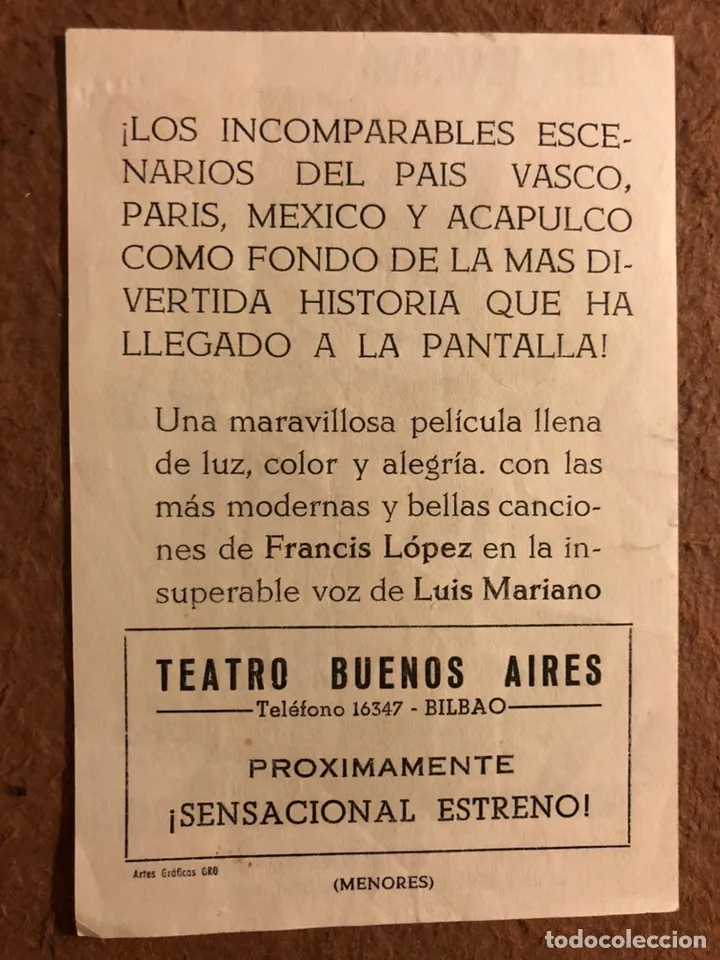 ¡LOS INCOMPARABLES ESCE-
NARIOS DEL PAIS VASCO,
PARIS, MEXICO Y ACAPULCO
COMO FONDO DE LA MAS DI-
VERTIDA HISTORIA QUE HA
LLEGADO A LA PANTALLA!
Una maravillosa película llena
de luz, color y alegría. con las
más modernas y bellas cancio-
nes de Francis López en la in-
superable voz de Luis Mariano
TEATRO BUENOS AIRES
Teléfono 16347 - BILBAO
PROXIMAMENTE
¡SENSACIONAL ESTRENO!
Artes Gráficas GRO
(MENORES)
todocoleccion